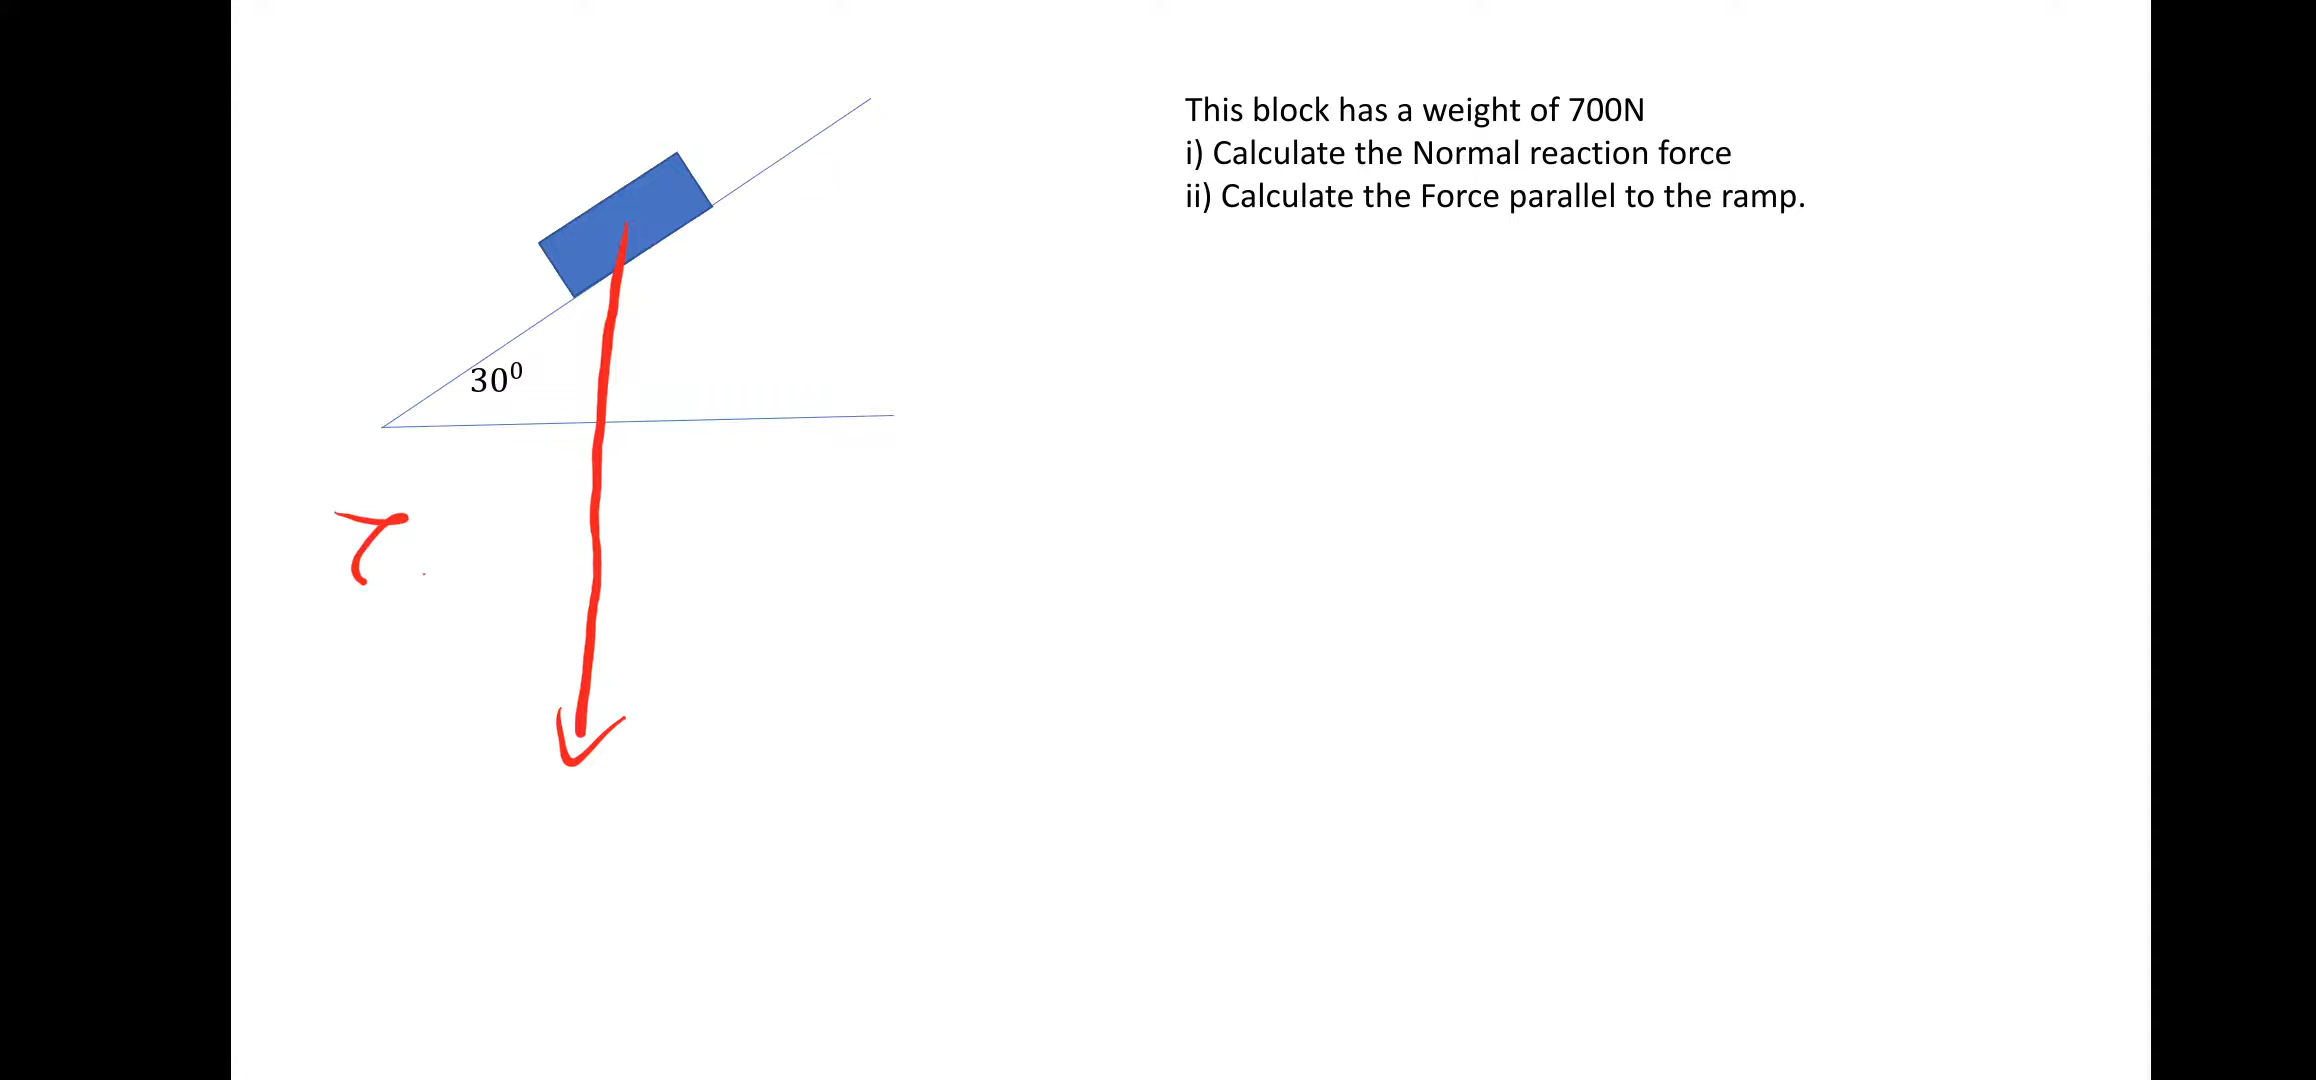 This block has a weight of 700N
i) Calculate the Normal reaction force
ii) Calculate the Force parallel to the ramp.
30⁰
7